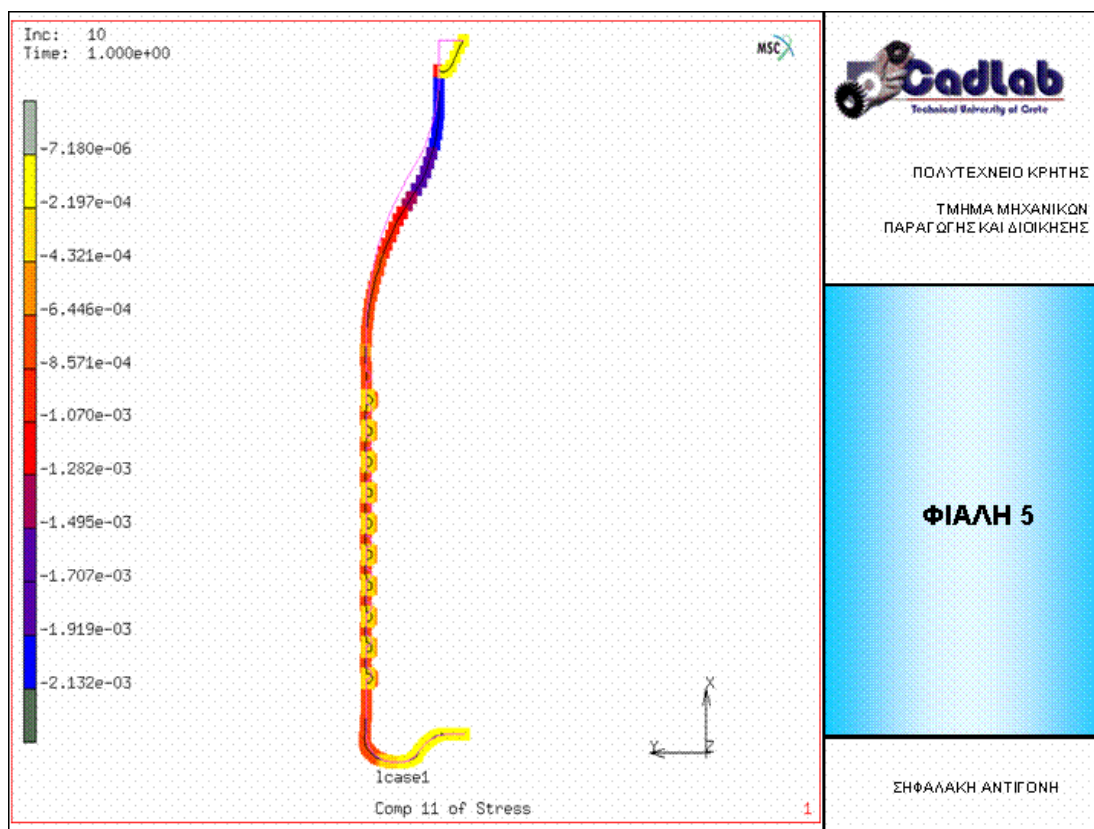 Inc: 10
Time: 1.000e+00
MSC
-7.180e-06
-2.197e-04
-4.321e-04
-6.446e-04
-8.571e-04
-1.070e-03
-1.282e-03
-1.495e-03
-1.707e-03
-1.919e-03
-2.132e-03
X
Y
Z
lcase1
Comp 11 of Stress
1
CadLab
Technical University of Crete
ΠΟΛΥΤΕΧΝΕΙΟ ΚΡΗΤΗΣ
ΤΜΗΜΑ ΜΗΧΑΝΙΚΩΝ
ΠΑΡΑΓΩΓΗΣ ΚΑΙ ΔΙΟΙΚΗΣΗΣ
ΦΙΑΛΗ 5
ΣΗΦΑΛΑΚΗ ΑΝΤΙΓΟΝΗ